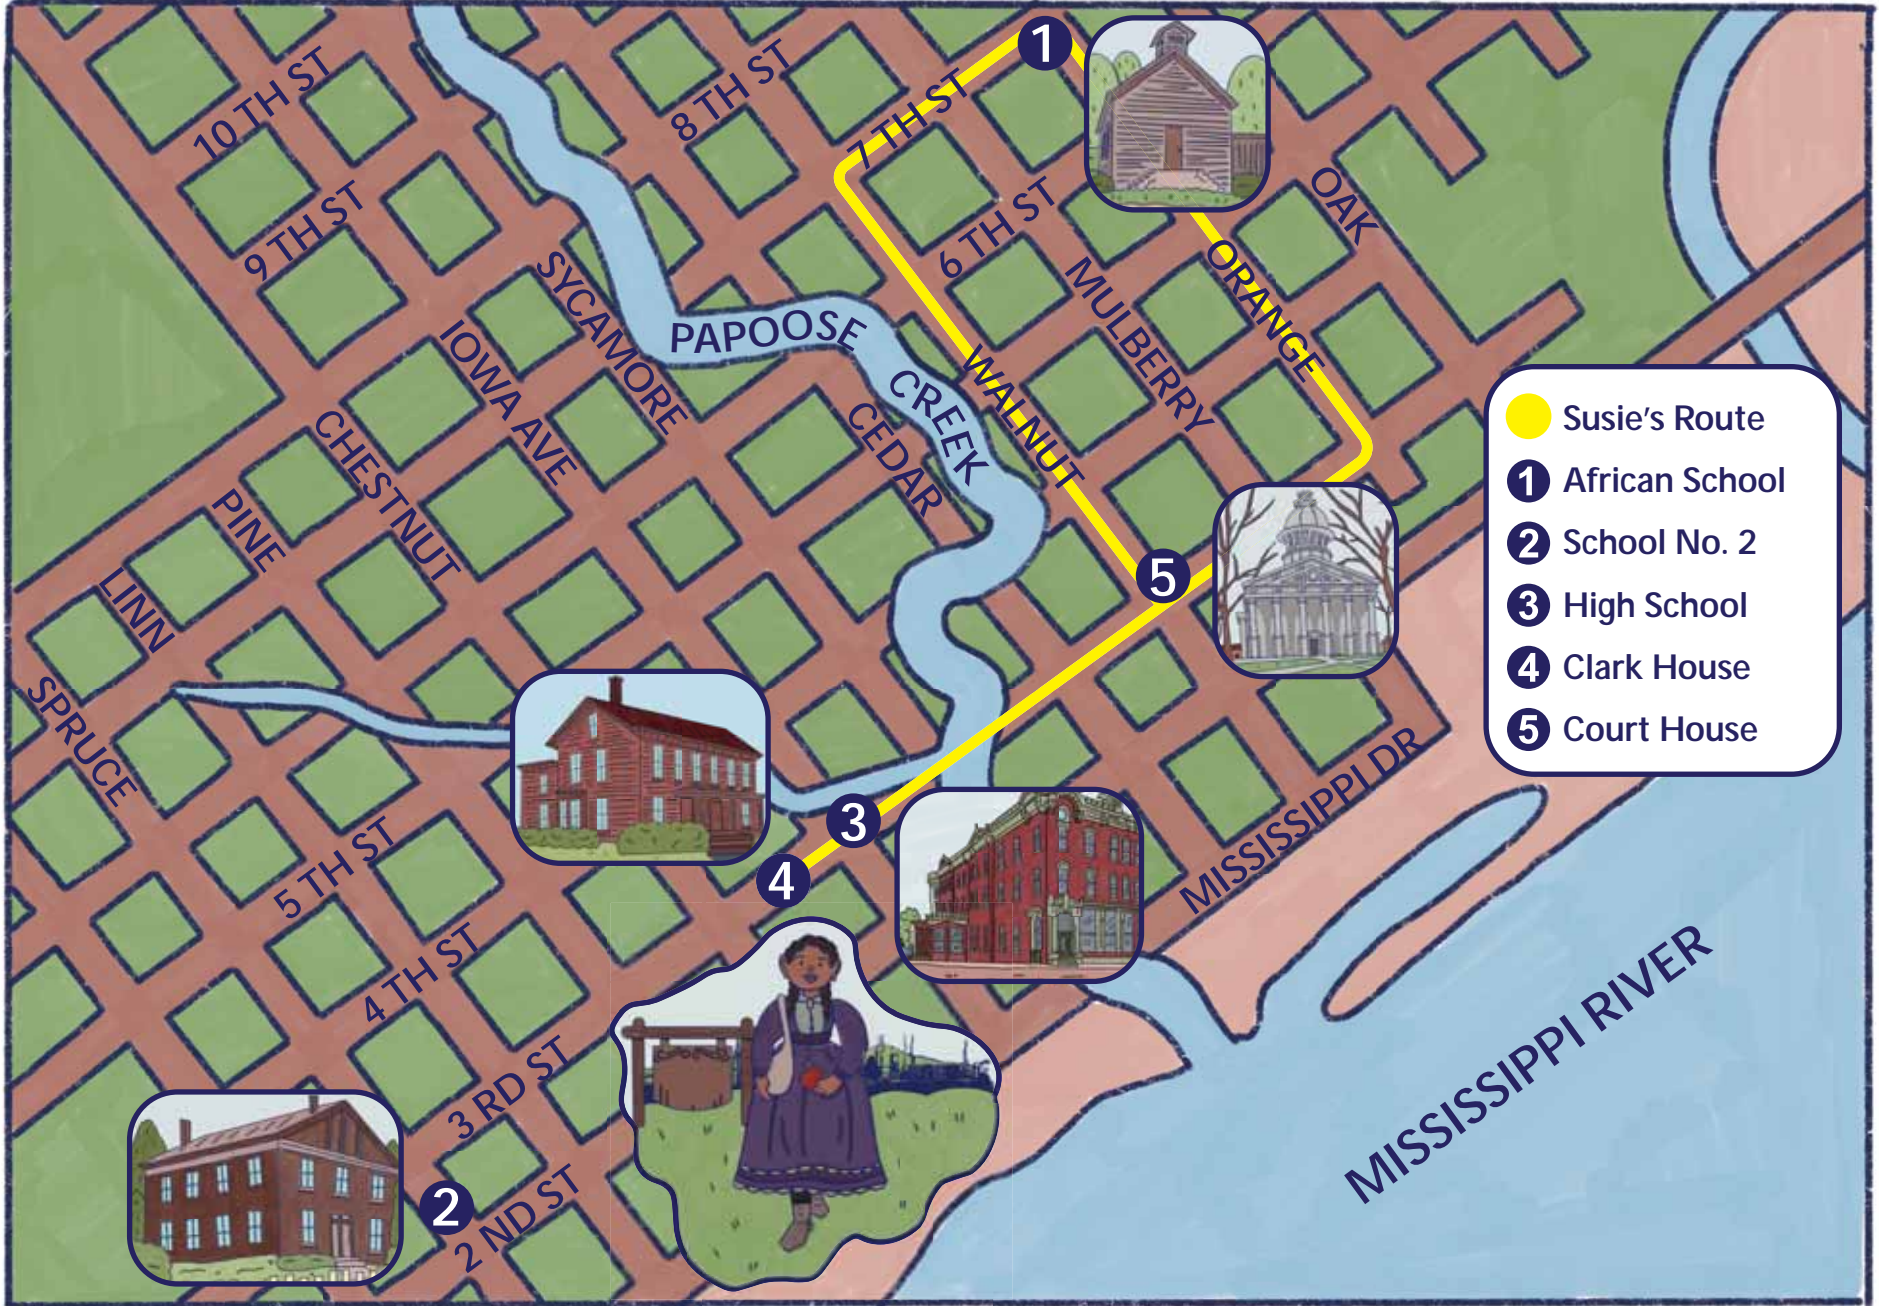 1
10 TH ST
8 TH ST
7 TH ST
9 TH ST
6 TH ST
OAK
SYCAMORE
MULBERRY
ORANGE
PAPOOSE
CREEK
IOWA AVE
WALNUT
CEDAR
CHESTNUT
PINE
LINN
SPRUCE
5
Susie's Route
1 African School
2 School No. 2
3 High School
4 Clark House
5 Court House
MISSISSIPPI DR
3
4
5 TH ST
4 TH ST
3 RD ST
2
2 ND ST
MISSISSIPPI RIVER